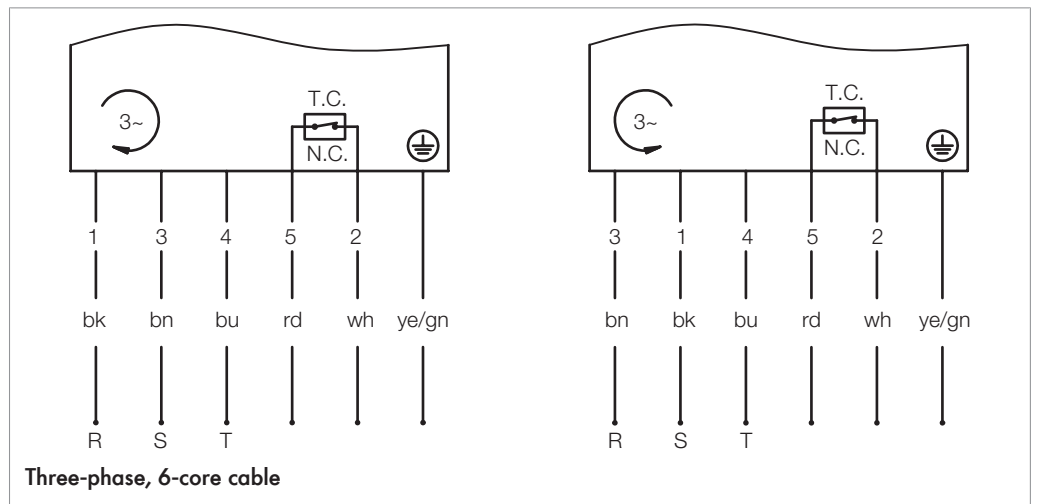 T.C.
3~
N.C.
1 3 4 5 2
bk bn bu rd wh ye/gn
R S T
T.C.
3~
N.C.
3 1 4 5 2
bn bk bu rd wh ye/gn
R S T
Three-phase, 6-core cable